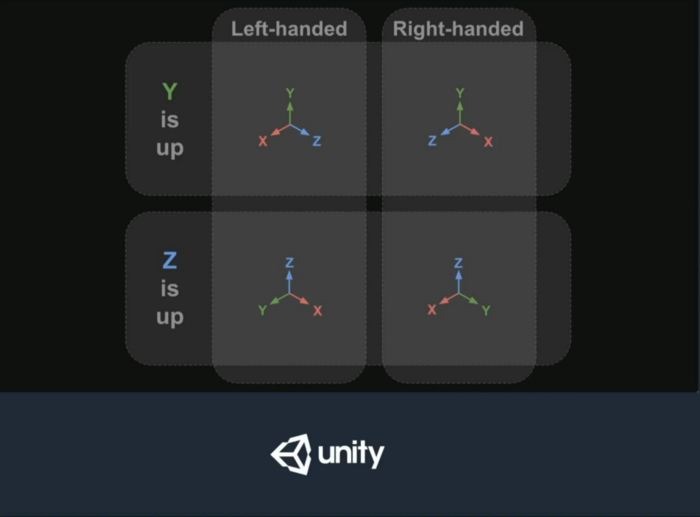 Left-handed Right-handed
Y
is
up
Y
X Z
Y
Z X
Z
is
up
Z
Y X
Z
X Y
unity